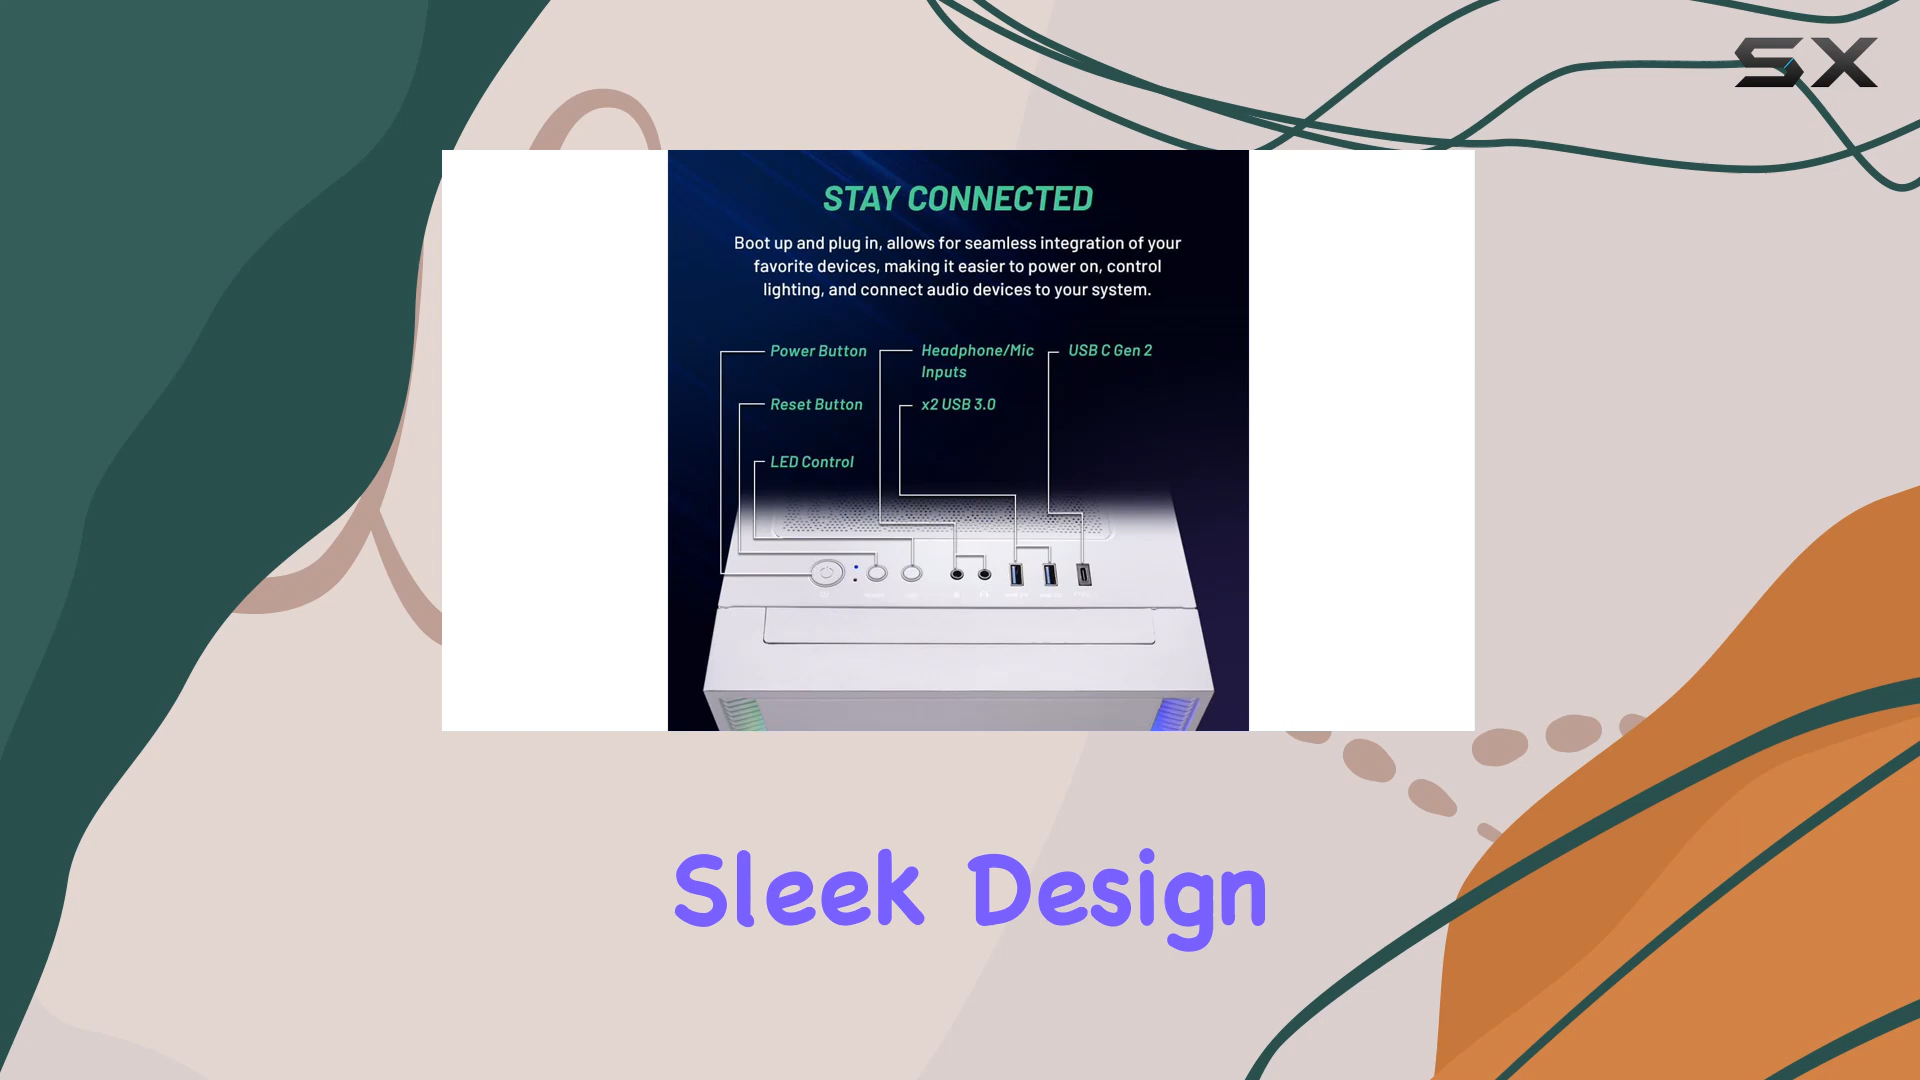 SX
STAY CONNECTED
Boot up and plug in, allows for seamless integration of your
favorite devices, making it easier to power on, control
lighting, and connect audio devices to your system.
Power Button
Headphone/Mic
Inputs
USB C Gen 2
Reset Button
x2 USB 3.0
LED Control
Sleek Design